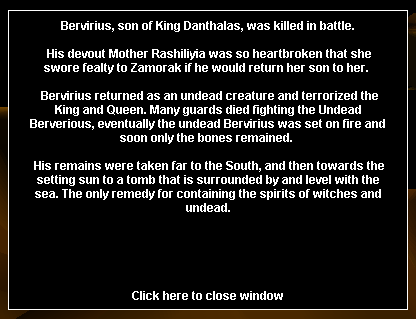 Bervirius, son of King Danthalas, was killed in battle.
His devout Mother Rashiliyia was so heartbroken that she
swore fealty to Zamorak if he would return her son to her.
Bervirius returned as an undead creature and terrorized the
King and Queen. Many guards died fighting the Undead
Berverious, eventually the undead Bervirius was set on fire and
soon only the bones remained.
His remains were taken far to the South, and then towards the
setting sun to a tomb that is surrounded by and level with the
sea. The only remedy for containing the spirits of witches and
undead.
Click here to close window